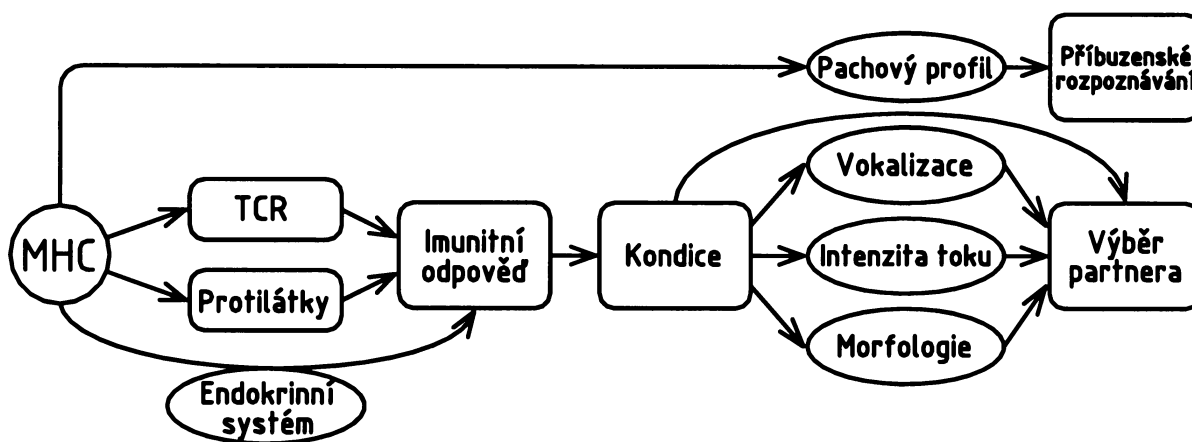 Pachový profil
Příbuzenské
rozpoznávání
Vokalizace
TCR
MHC
Imunitní
odpověď
Kondice
Intenzita toku
Výběr
partnera
Protilátky
Morfologie
Endokrinní
systém